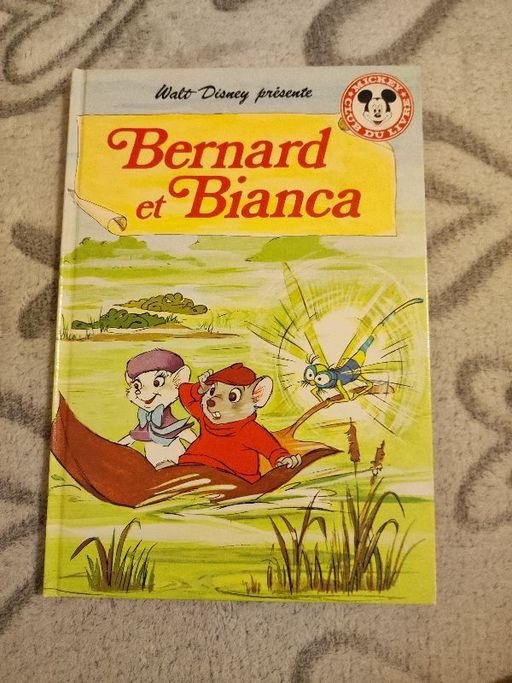 Walt Disney présente
MICKEY
CLUB DU LIVRE
Bernard
et Bianca